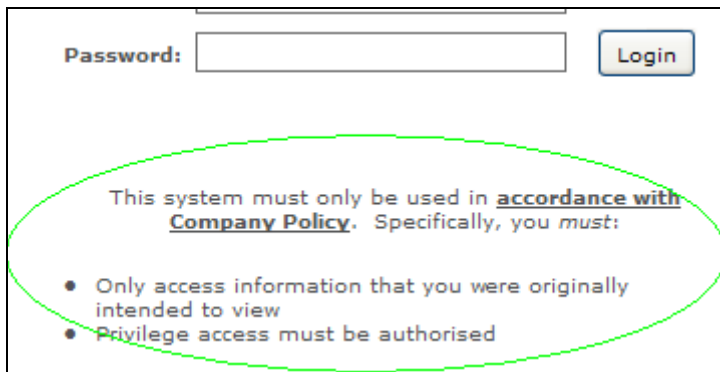 Password: Login
This system must only be used in accordance with
Company Policy. Specifically, you must:
● Only access information that you were originally
intended to view
● Privilege access must be authorised